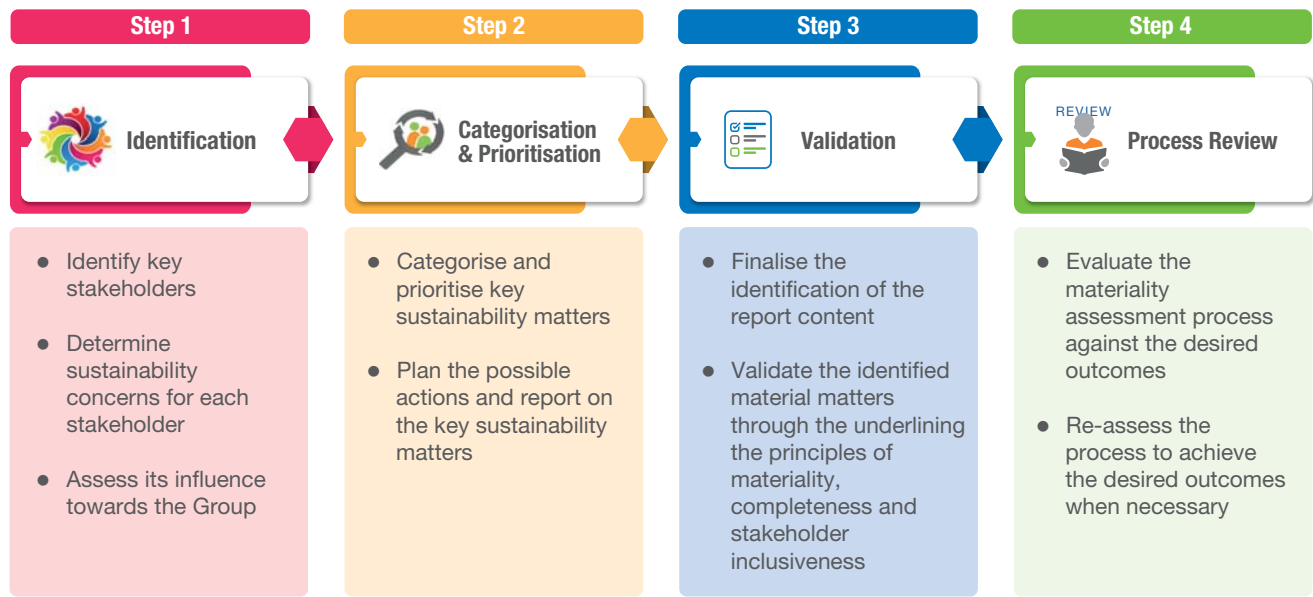 Step 1
Step 2
Step 3
Step 4
Identification
Categorisation
& Prioritisation
Validation
REVIEW
Process Review
● Identify key
stakeholders
● Determine
sustainability
concerns for each
stakeholder
● Assess its influence
towards the Group
● Categorise and
prioritise key
sustainability matters
● Plan the possible
actions and report on
the key sustainability
matters
● Finalise the
identification of the
report content
● Validate the identified
material matters
through the underlining
the principles of
materiality,
completeness and
stakeholder
inclusiveness
● Evaluate the
materiality
assessment process
against the desired
outcomes
● Re-assess the
process to achieve
the desired outcomes
when necessary